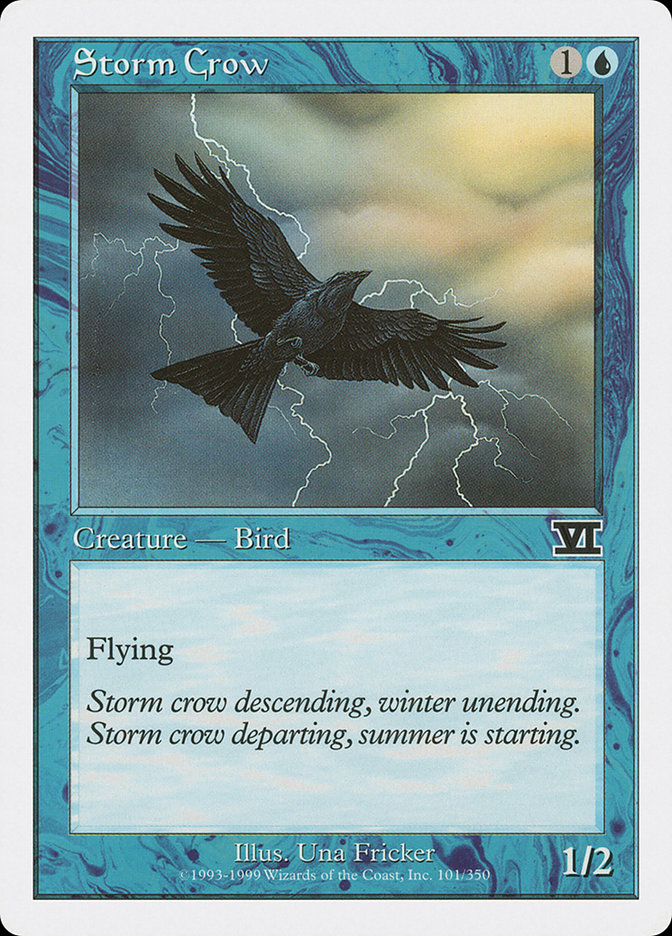 Storm Crow 1
Creature — Bird VI
Flying
Storm crow descending, winter unending.
Storm crow departing, summer is starting.
Illus. Una Fricker
©1993-1999 Wizards of the Coast, Inc. 101/350
1/2